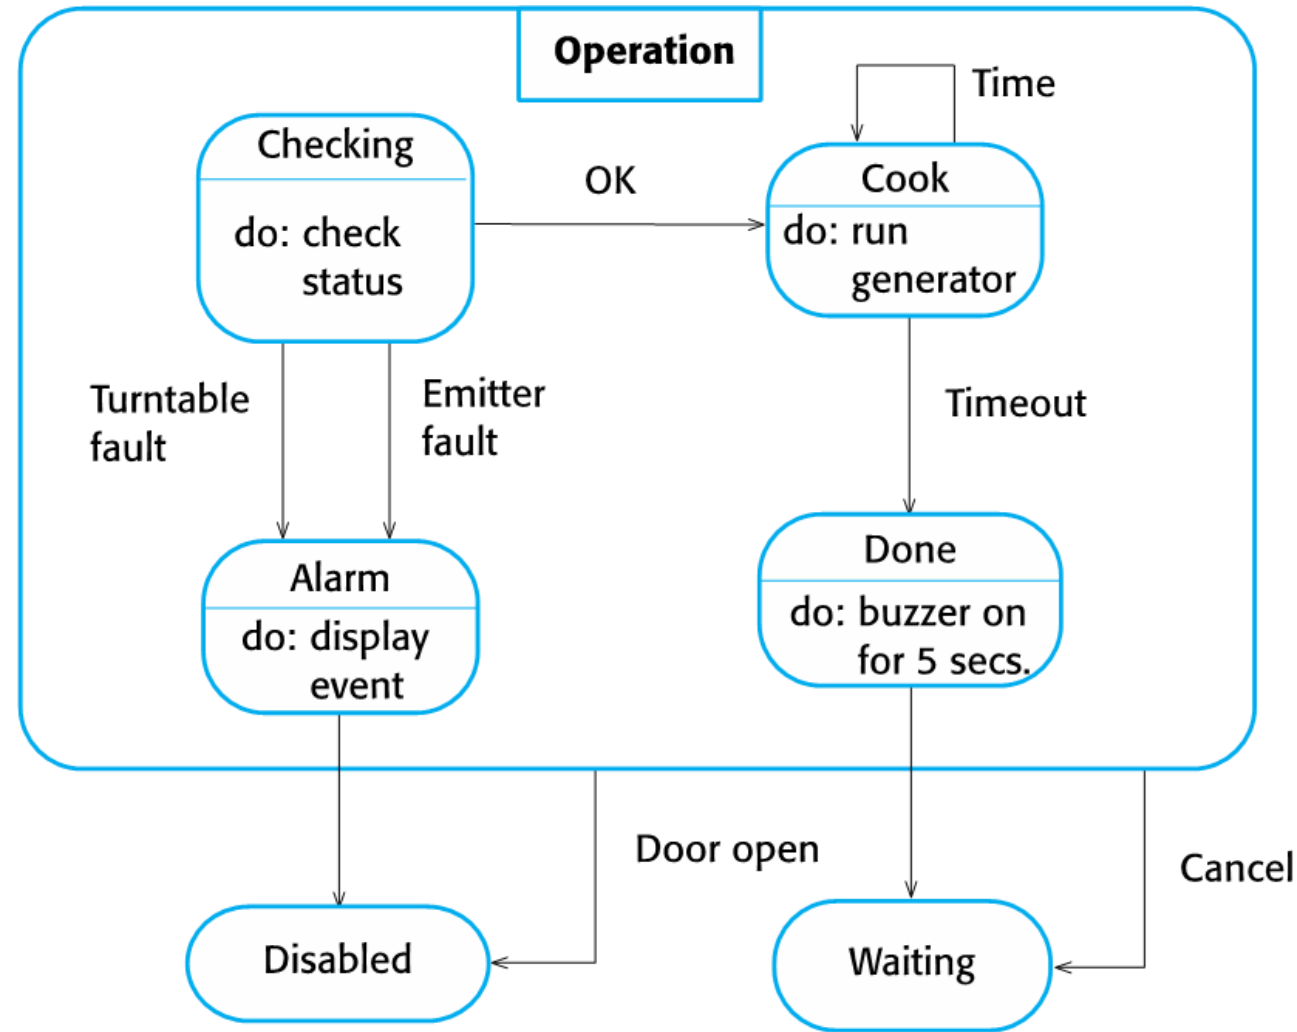 Operation
Time
Checking
do: check
status
OK
Cook
do: run
generator
Turntable
fault
Emitter
fault
Timeout
Alarm
do: display
event
Done
do: buzzer on
for 5 secs.
Door open
Cancel
Disabled
Waiting